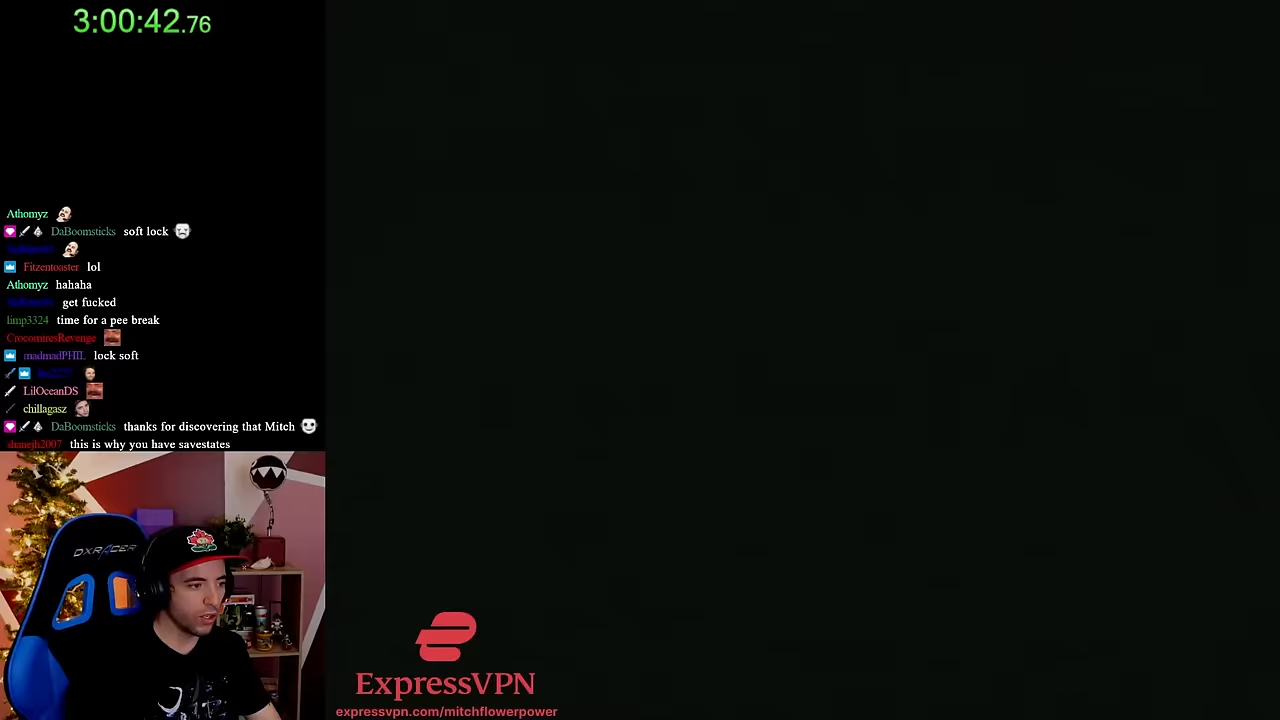 3:00:42.76
Athomyz
DaBoomsticks soft lock
Fitzentoaster lol
Athomyz hahaha
get fucked
limp3324 time for a pee break
CrocomiresRevenge
madmadPHIL lock soft
LilOceanDS
chillagasz
DaBoomsticks thanks for discovering that Mitch
shanejh2007 this is why you have savestates
DXRACER
ExpressVPN
expressvpn.com/mitchflowerpower